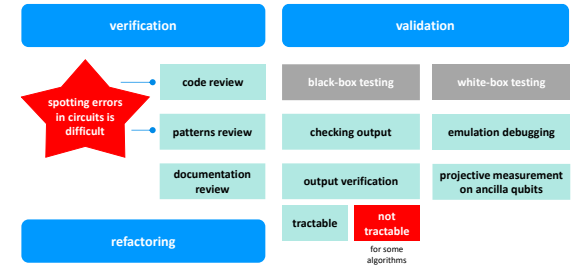 verification
validation
spotting errors
in circuits is
difficult
code review
patterns review
documentation
review
black-box testing
white-box testing
checking output
emulation debugging
output verification
projective measurement
on ancilla qubits
tractable
not
tractable
for some
algorithms
refactoring